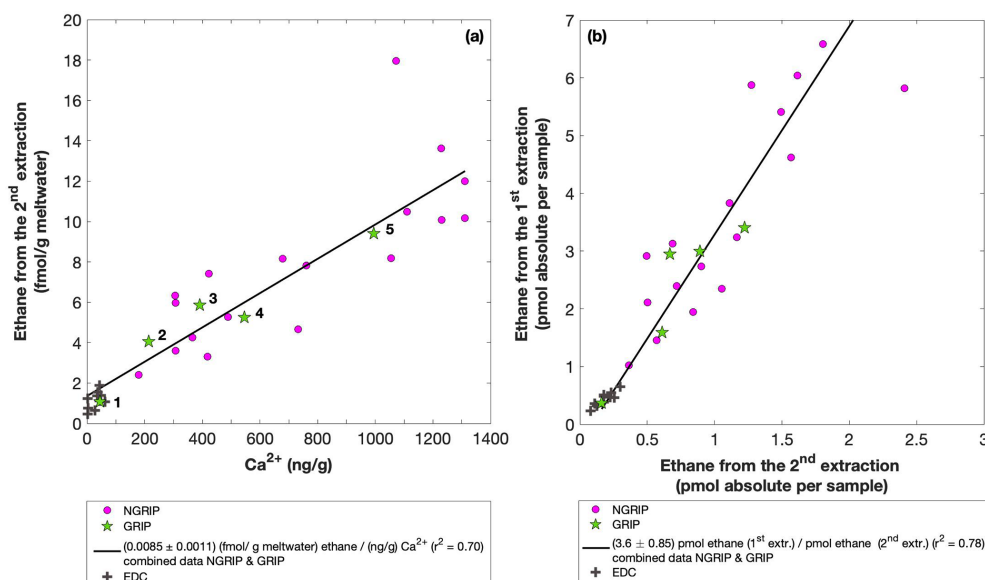 (a)
20
18
16
14
12
10
8
6
4
2
0
Ethane from the 2nd extraction
(fmol/g meltwater)
1
2
3
4
5
0 200 400 600 800 1000 1200 1400
Ca2+ (ng/g)
NGRIP
GRIP
(0.0085 ± 0.0011) (fmol/ g meltwater) ethane / (ng/g) Ca2+ (r2 = 0.70)
combined data NGRIP & GRIP
EDC
(b)
7
6
5
4
3
2
1
0
Ethane from the 1st extraction
(pmol absolute per sample)
0 0.5 1 1.5 2 2.5 3
Ethane from the 2nd extraction
(pmol absolute per sample)
NGRIP
GRIP
(3.6 ± 0.85) pmol ethane (1st extr.) / pmol ethane (2nd extr.) (r2 = 0.78)
combined data NGRIP & GRIP
EDC